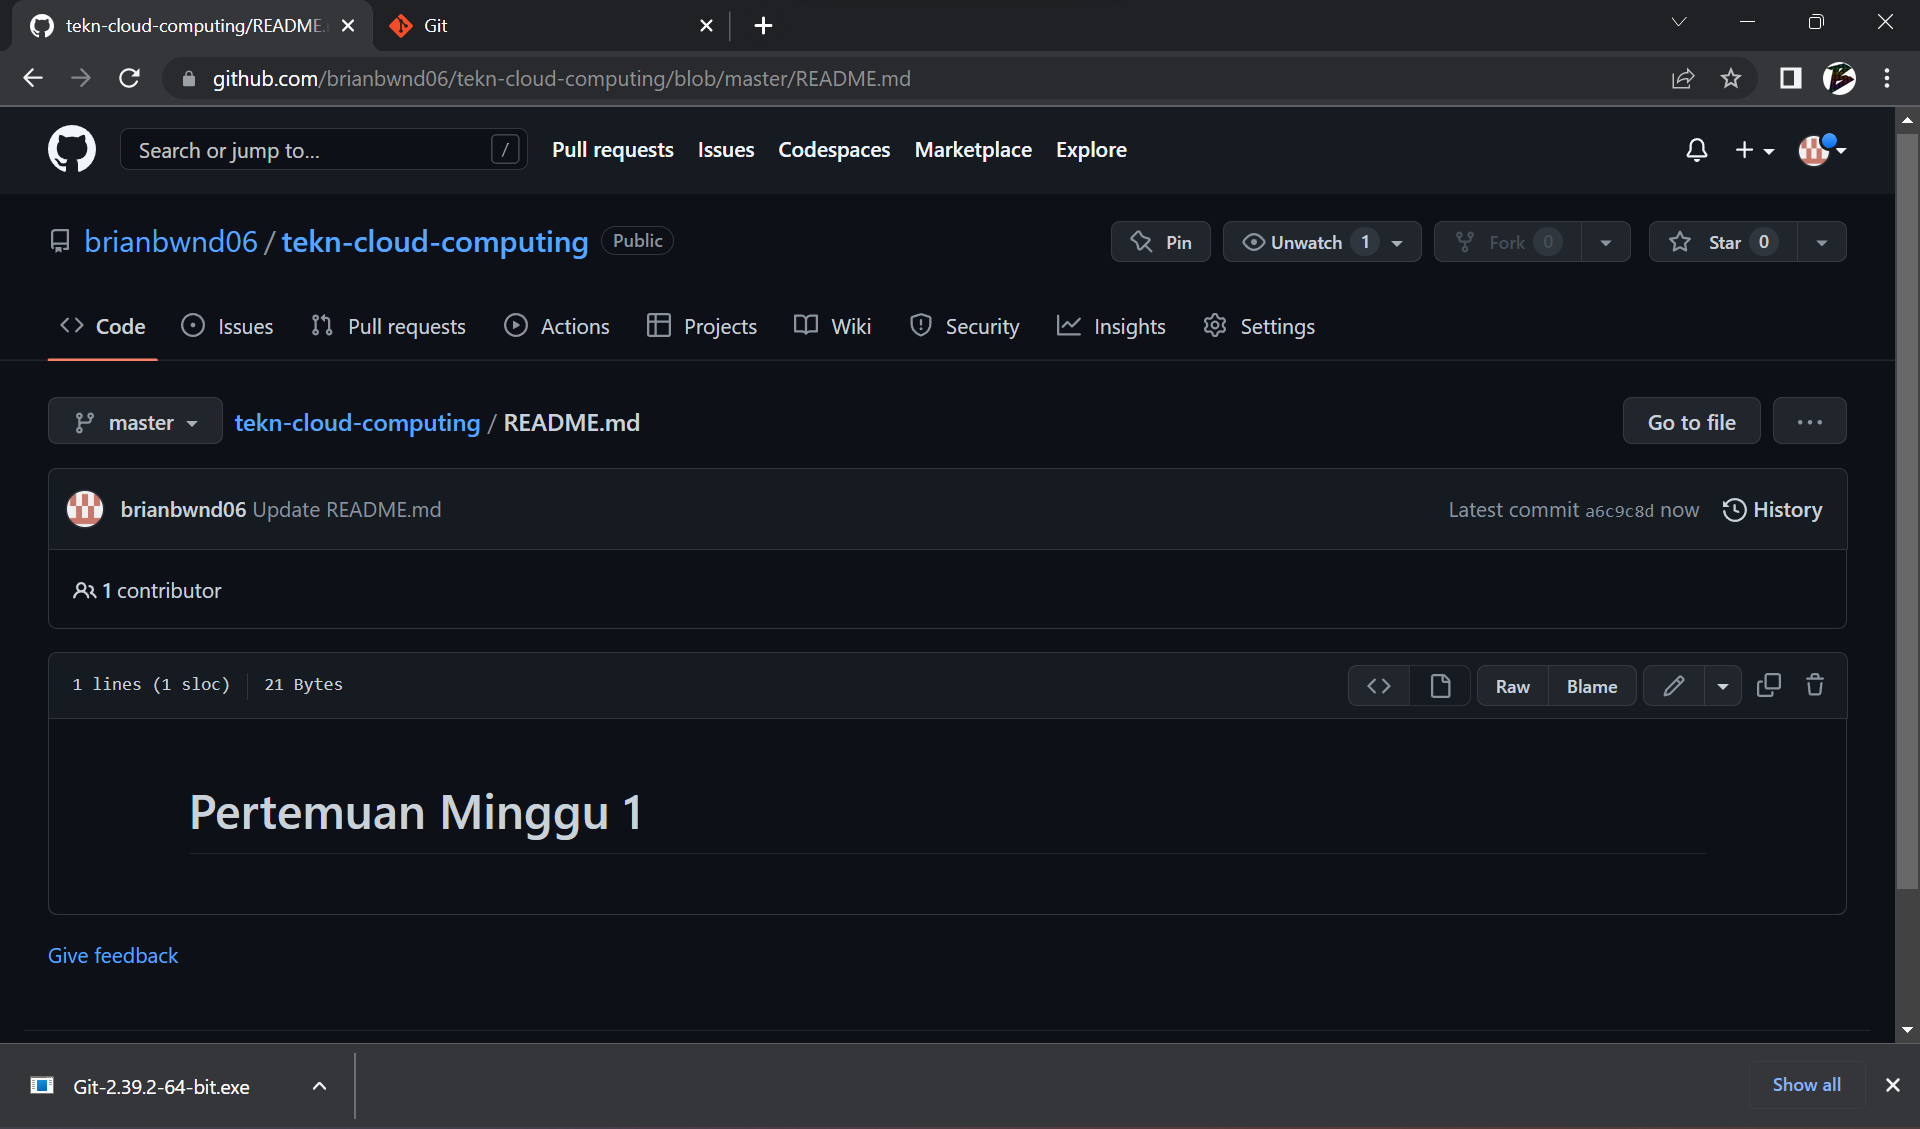 tekn-cloud-computing/README.
Git
github.com/brianbwnd06/tekn-cloud-computing/blob/master/README.md
Search or jump to... /
Pull requests Issues Codespaces Marketplace Explore
brianbwnd06 / tekn-cloud-computing Public
Pin Unwatch 1 Fork 0 Star 0
Code Issues Pull requests Actions Projects Wiki Security Insights Settings
master tekn-cloud-computing / README.md Go to file ...
brianbwnd06 Update README.md Latest commit a6c9c8d now History
1 contributor
1 lines (1 sloc) 21 Bytes Raw Blame
Pertemuan Minggu 1
Give feedback
Git-2.39.2-64-bit.exe Show all